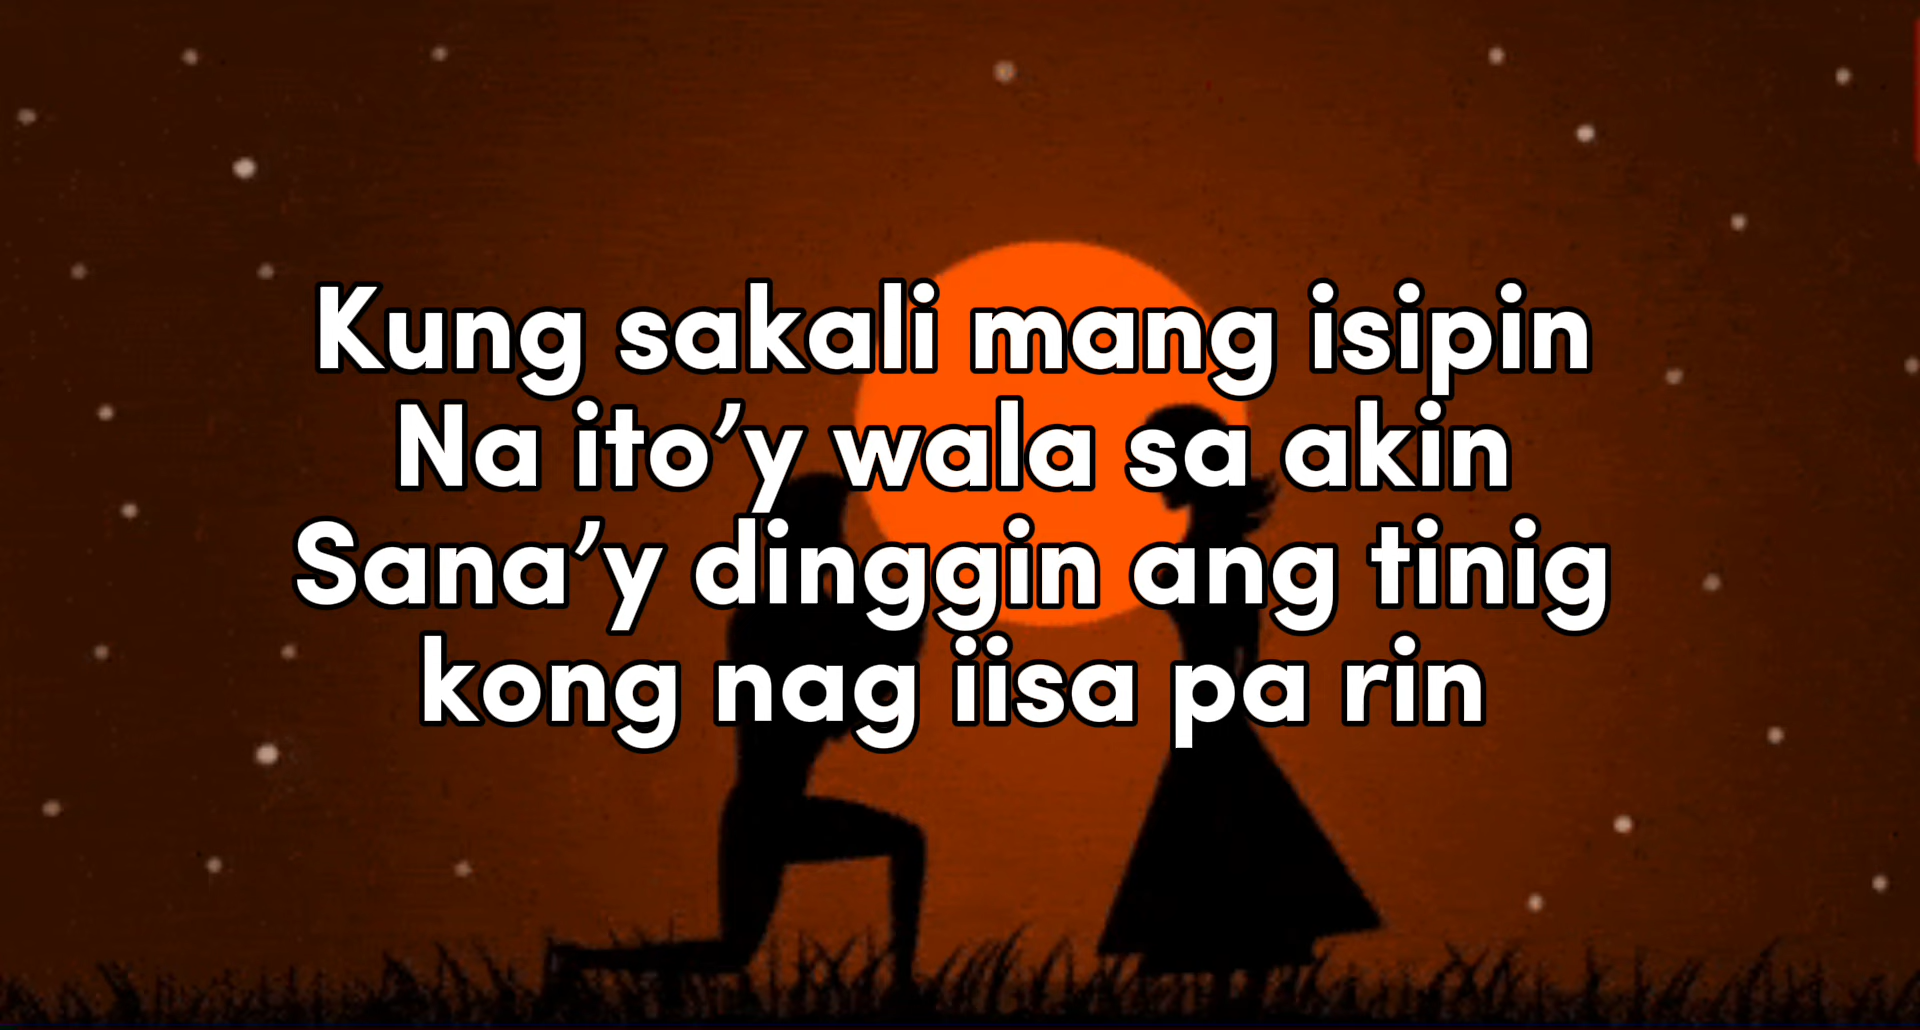 Kung sakali mang isipin
Na ito’y wala sa akin
Sana’y dinggin ang tinig
kong nag iisa pa rin